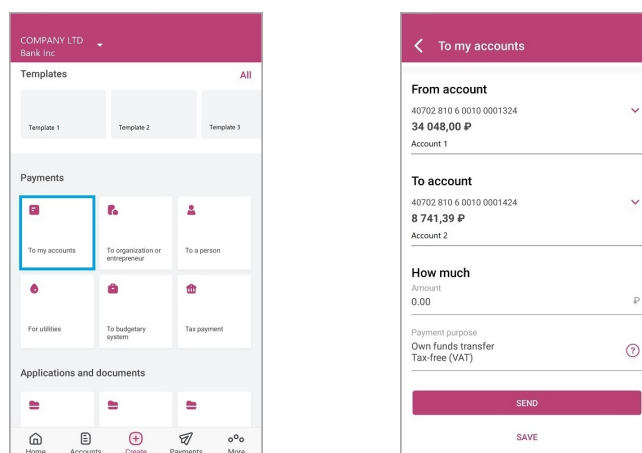 COMPANY LTD
Bank Inc
Templates
All
Template 1
Template 2
Template 3
Payments
To my accounts
To organization or
entrepreneur
To a person
For utilities
To budgetary
system
Tax payment
Applications and documents
Home
Accounts
Create
Payments
More
To my accounts
From account
40702 810 6 0010 0001324
34 048,00 ₽
Account 1
To account
40702 810 6 0010 0001424
8 741,39 ₽
Account 2
How much
Amount
0.00 ₽
Payment purpose
Own funds transfer
Tax-free (VAT)
?
SEND
SAVE